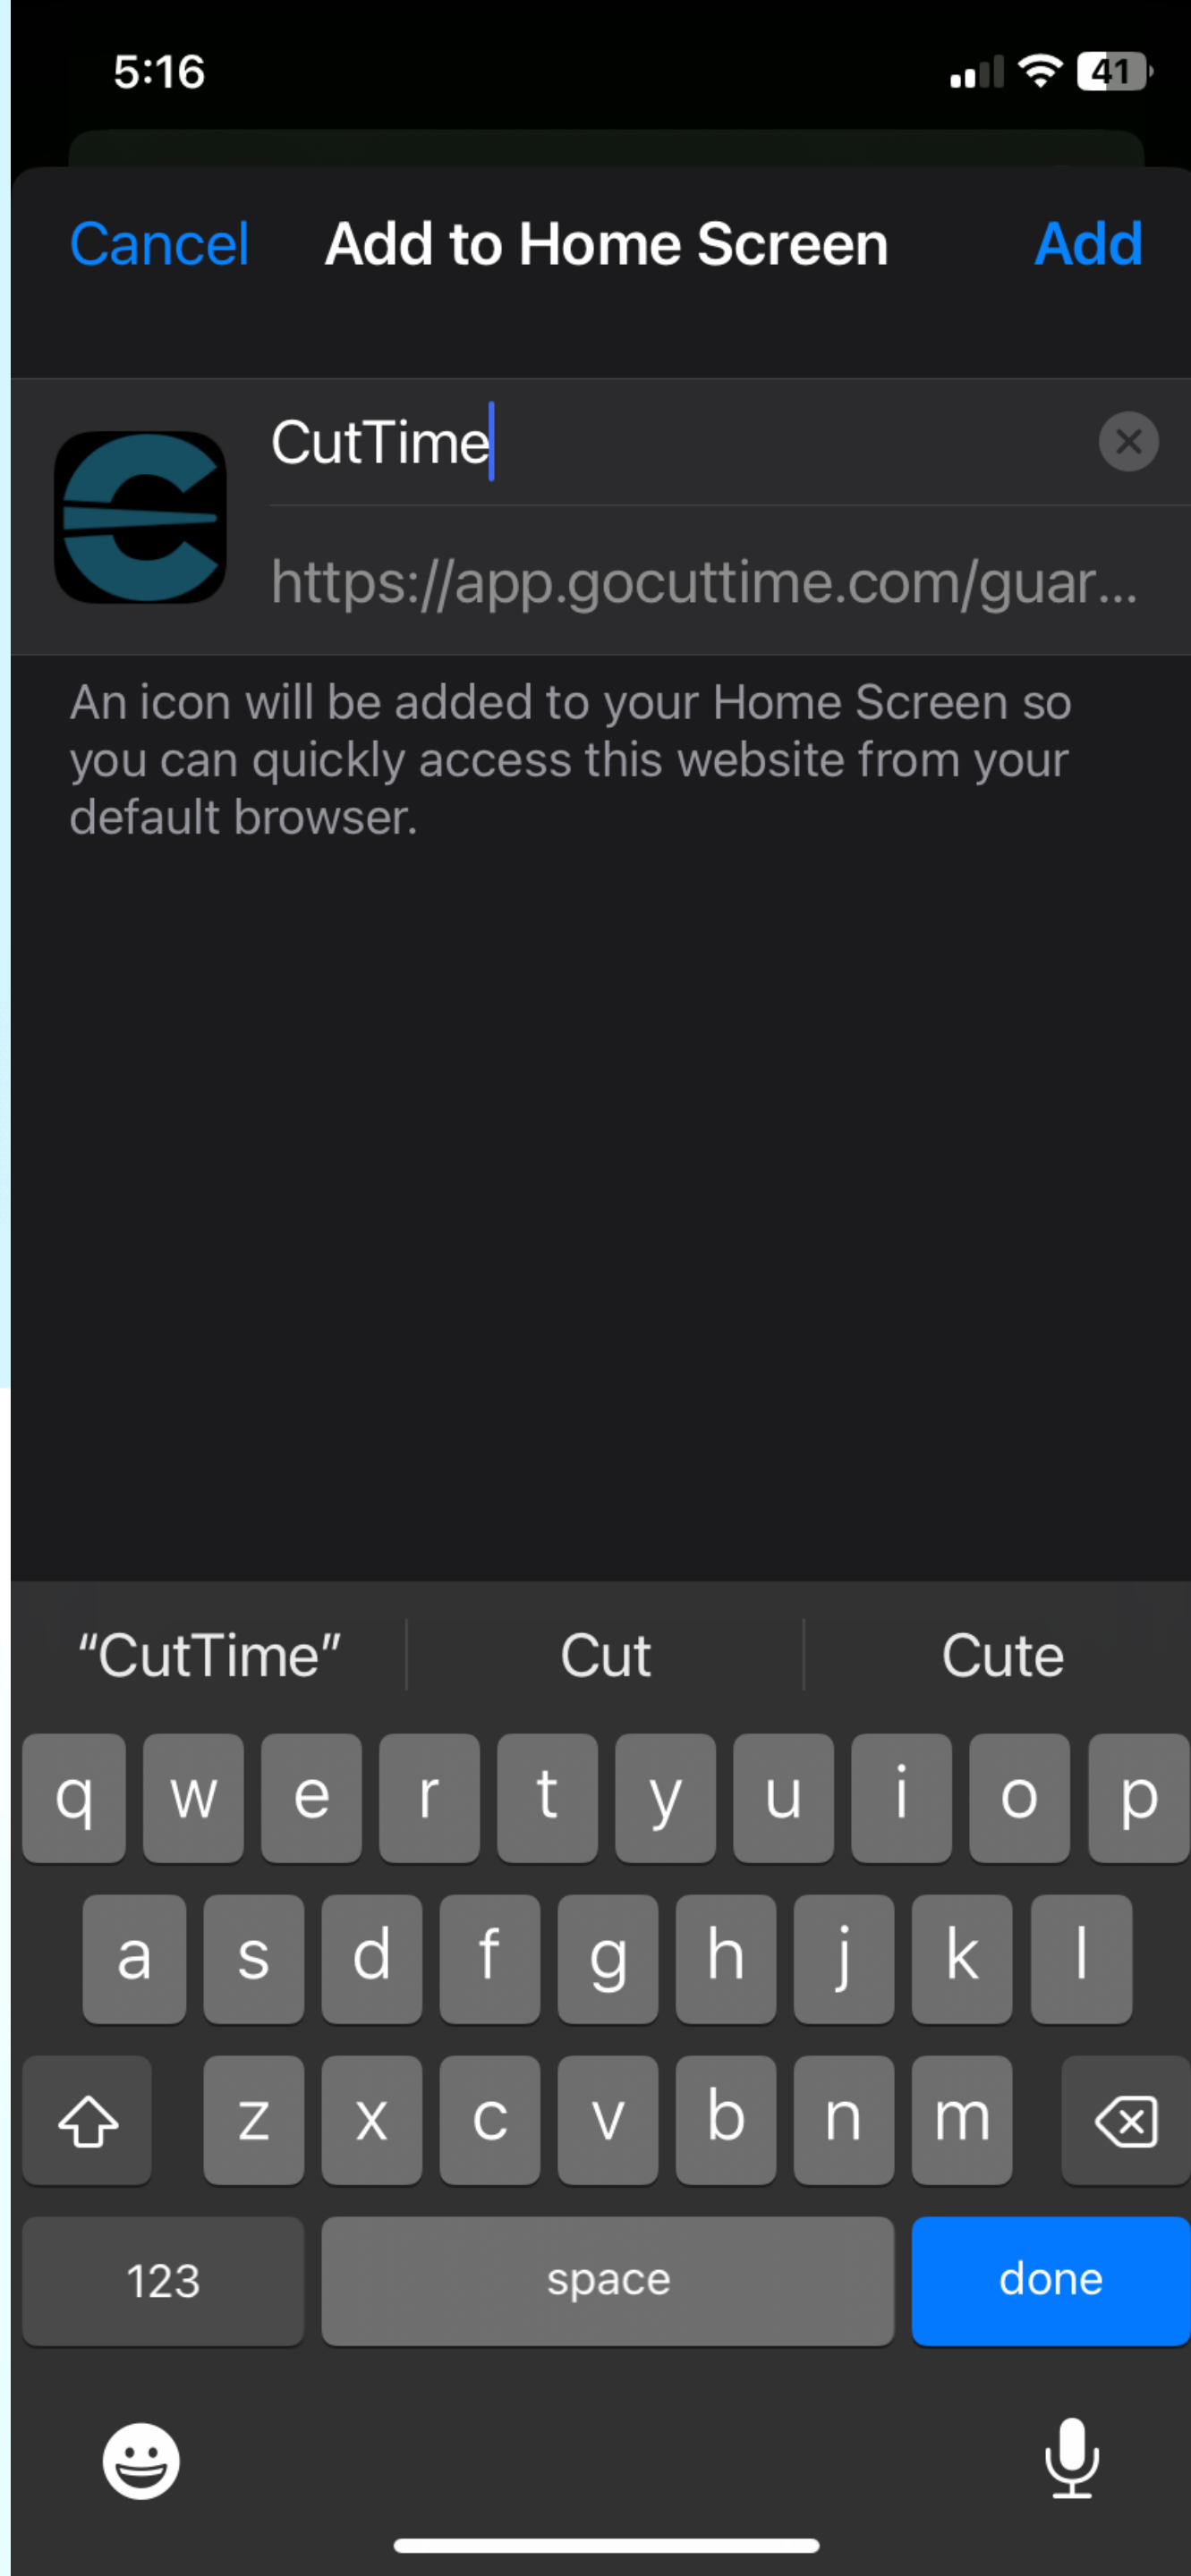 5:16
41
Cancel
Add to Home Screen
Add
CutTime
https://app.gocuttime.com/guar...
An icon will be added to your Home Screen so
you can quickly access this website from your
default browser.
“CutTime”
Cut
Cute
q w e r t y u i o p
a s d f g h j k l
z x c v b n m
123
space
done